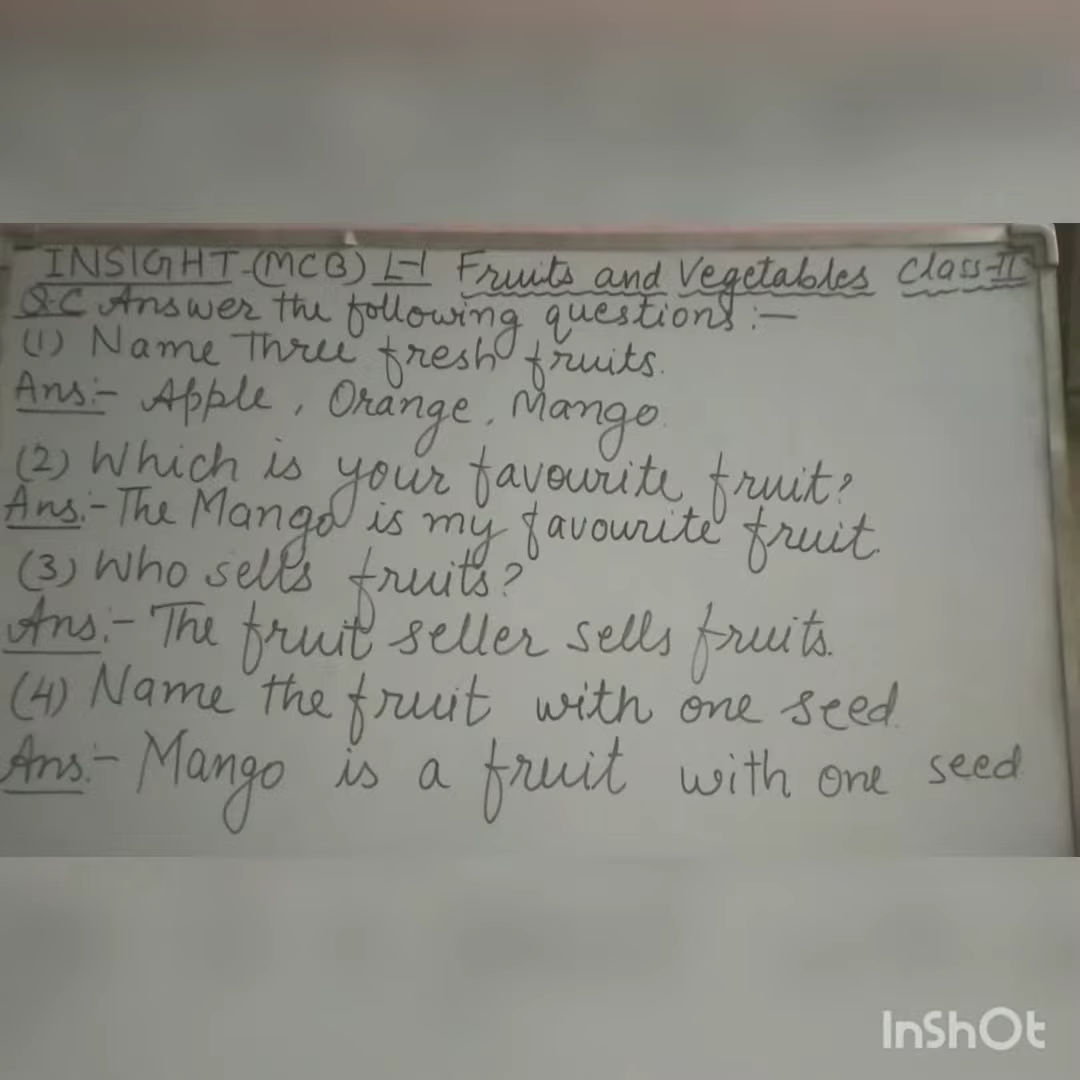 INSIGHT-(MCB) L-1 Fruits and Vegetables Class-II
Q.C Answer the following questions :-
(1) Name Three fresh fruits.
Ans:- Apple, Orange, Mango.
(2) Which is your favourite fruit?
Ans:- The Mango is my favourite fruit.
(3) Who sells fruits?
Ans:- The fruit seller sells fruits.
(4) Name the fruit with one seed.
Ans:- Mango is a fruit with one seed
InShOt